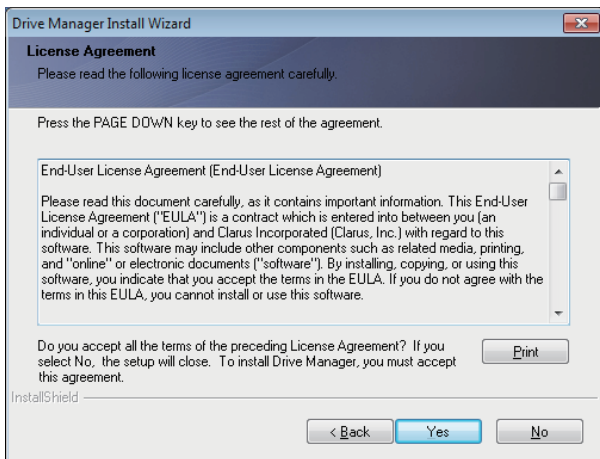 Drive Manager Install Wizard
License Agreement
Please read the following license agreement carefully.
Press the PAGE DOWN key to see the rest of the agreement.
End-User License Agreement (End-User License Agreement)
Please read this document carefully, as it contains important information. This End-User
License Agreement ("EULA") is a contract which is entered into between you (an
individual or a corporation) and Clarus Incorporated (Clarus, Inc.) with regard to this
software. This software may include other components such as related media, printing,
and "online" or electronic documents ("software"). By installing, copying, or using this
software, you indicate that you accept the terms in the EULA. If you do not agree with the
terms in this EULA, you cannot install or use this software.
Do you accept all the terms of the preceding License Agreement? If you
select No, the setup will close. To install Drive Manager, you must accept
this agreement.
Print
InstallShield
< Back
Yes
No